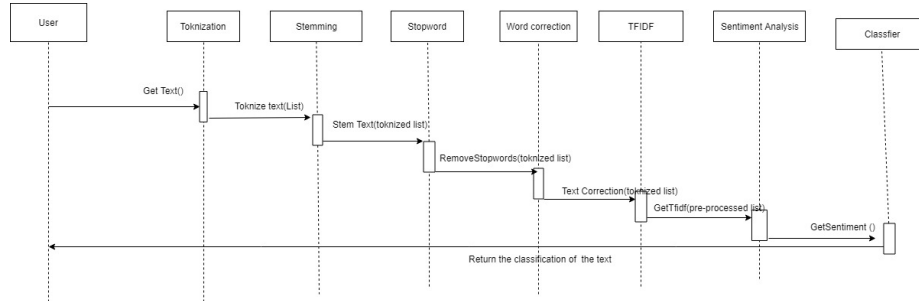 User
Toknization
Stemming
Stopword
Word correction
TFIDF
Sentiment Analysis
Classfier
Get Text()
Toknize text(List)
Stem Text(toknized list)
RemoveStopwords(toknized list)
Text Correction(toknized list)
GetTfidf(pre-processed list)
GetSentiment ()
Return the classification of the text